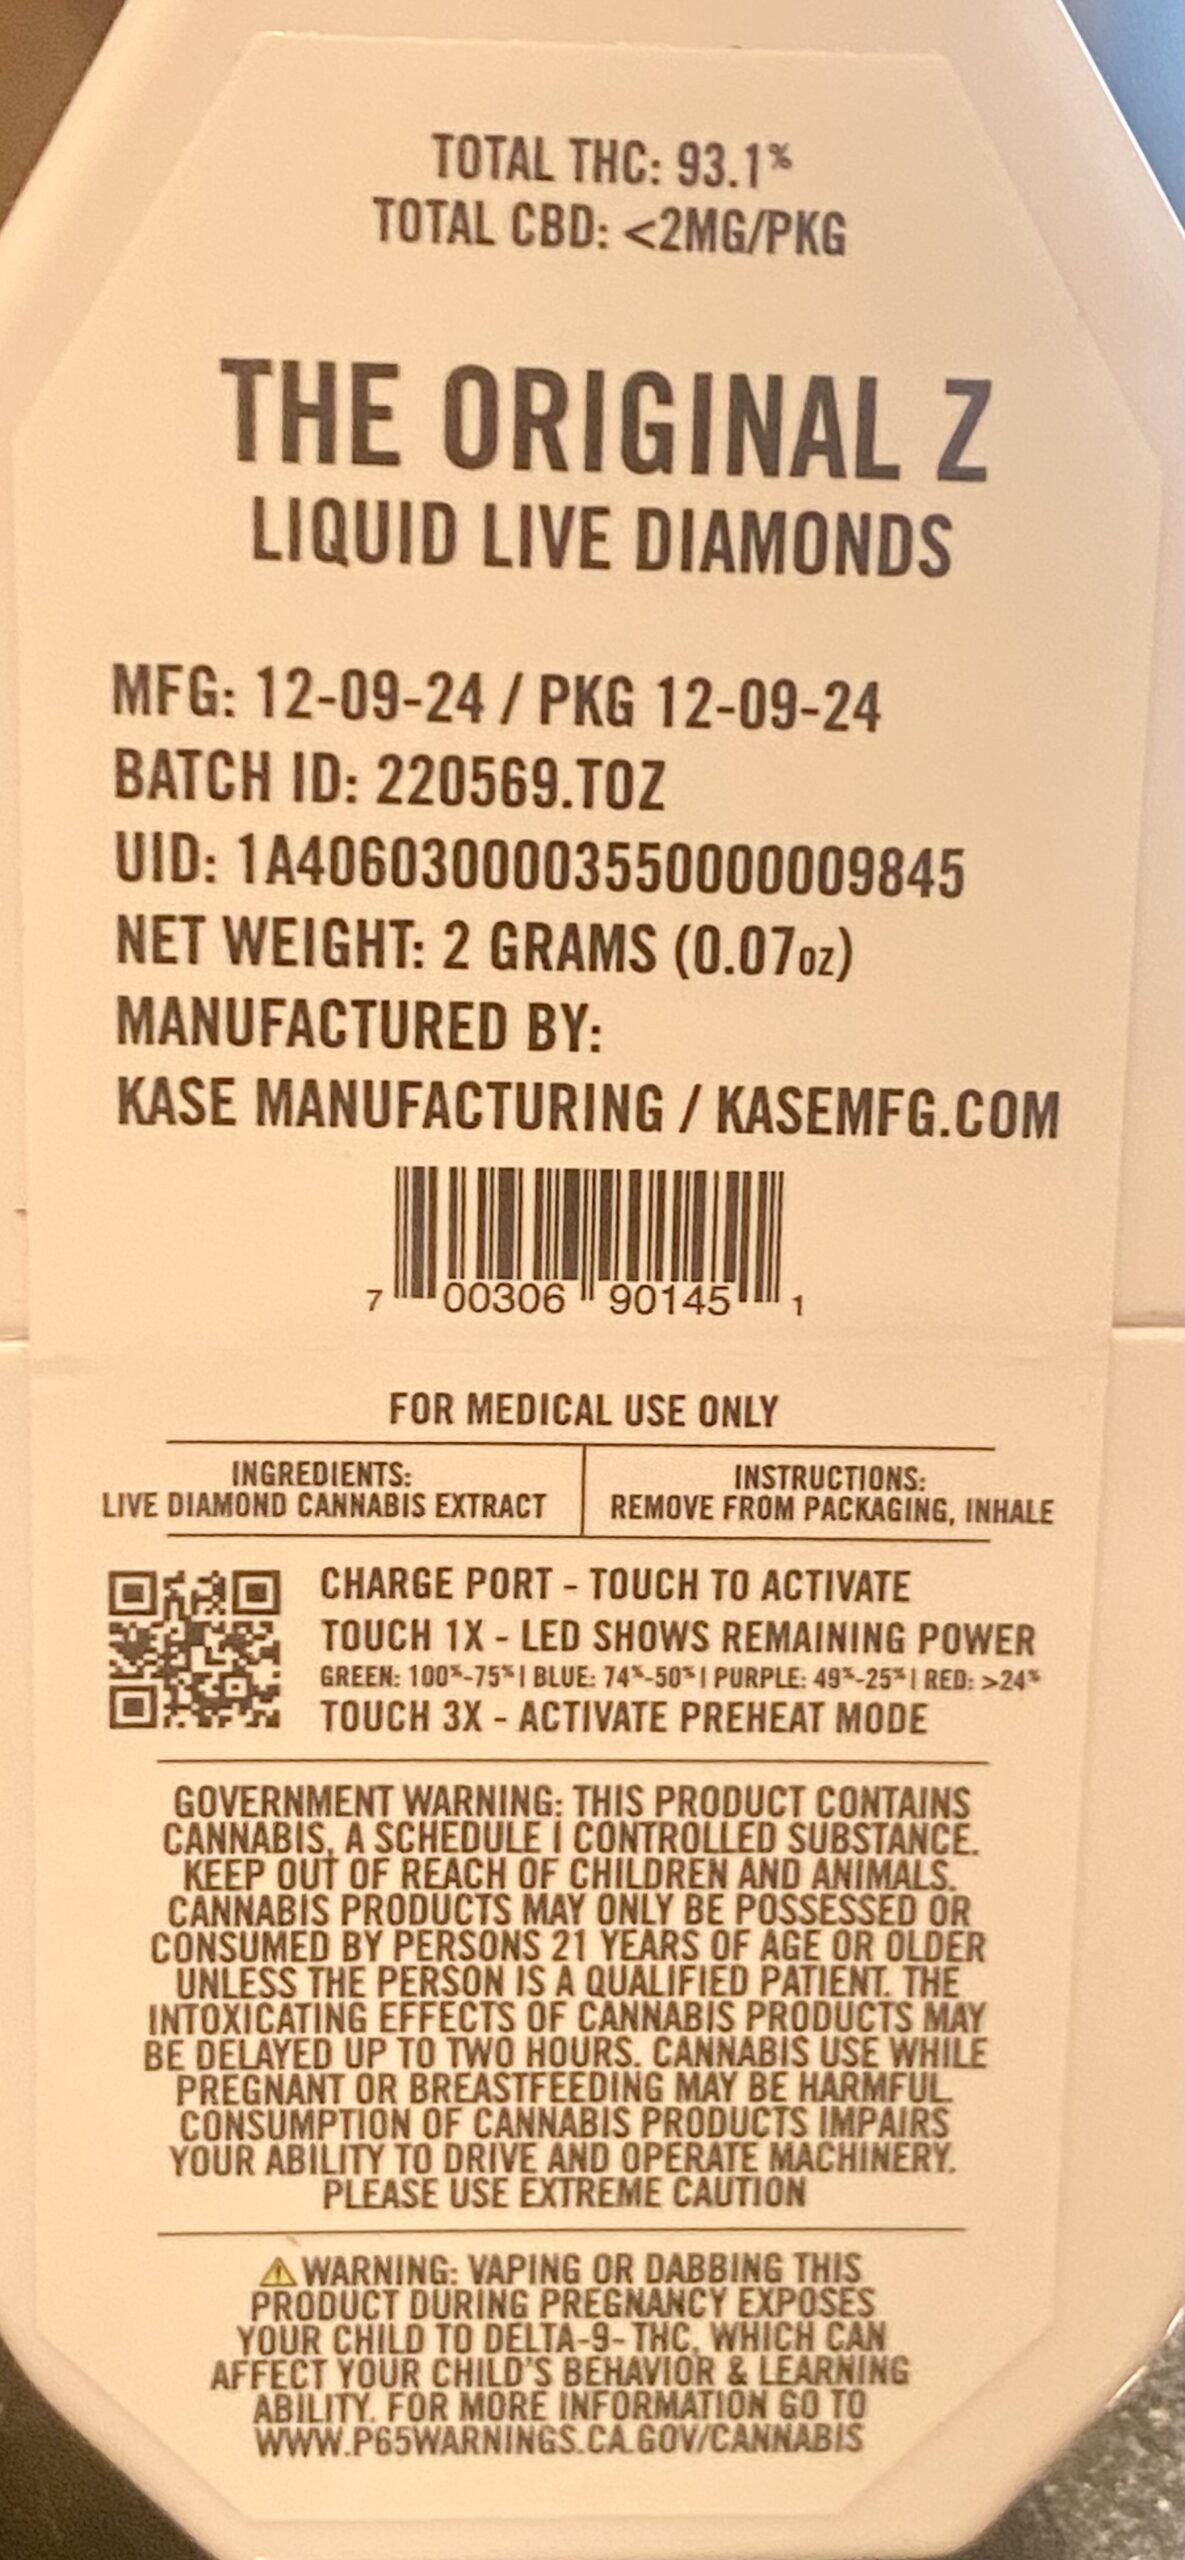 TOTAL THC: 93.1%
TOTAL CBD: <2MG/PKG
THE ORIGINAL Z
LIQUID LIVE DIAMONDS
MFG: 12-09-24 / PKG 12-09-24
BATCH ID: 220569.TOZ
UID: 1A4060300003550000009845
NET WEIGHT: 2 GRAMS (0.07oz)
MANUFACTURED BY:
KASE MANUFACTURING / KASEMFG.COM
7 00306 90145 1
FOR MEDICAL USE ONLY
INGREDIENTS:
LIVE DIAMOND CANNABIS EXTRACT
INSTRUCTIONS:
REMOVE FROM PACKAGING, INHALE
CHARGE PORT - TOUCH TO ACTIVATE
TOUCH 1X - LED SHOWS REMAINING POWER
GREEN: 100%-75% | BLUE: 74%-50% | PURPLE: 49%-25% | RED: >24%
TOUCH 3X - ACTIVATE PREHEAT MODE
GOVERNMENT WARNING: THIS PRODUCT CONTAINS
CANNABIS, A SCHEDULE I CONTROLLED SUBSTANCE.
KEEP OUT OF REACH OF CHILDREN AND ANIMALS.
CANNABIS PRODUCTS MAY ONLY BE POSSESSED OR
CONSUMED BY PERSONS 21 YEARS OF AGE OR OLDER
UNLESS THE PERSON IS A QUALIFIED PATIENT. THE
INTOXICATING EFFECTS OF CANNABIS PRODUCTS MAY
BE DELAYED UP TO TWO HOURS. CANNABIS USE WHILE
PREGNANT OR BREASTFEEDING MAY BE HARMFUL.
CONSUMPTION OF CANNABIS PRODUCTS IMPAIRS
YOUR ABILITY TO DRIVE AND OPERATE MACHINERY.
PLEASE USE EXTREME CAUTION
WARNING: VAPING OR DABBING THIS
PRODUCT DURING PREGNANCY EXPOSES
YOUR CHILD TO DELTA-9-THC, WHICH CAN
AFFECT YOUR CHILD'S BEHAVIOR & LEARNING
ABILITY. FOR MORE INFORMATION GO TO
WWW.P65WARNINGS.CA.GOV/CANNABIS